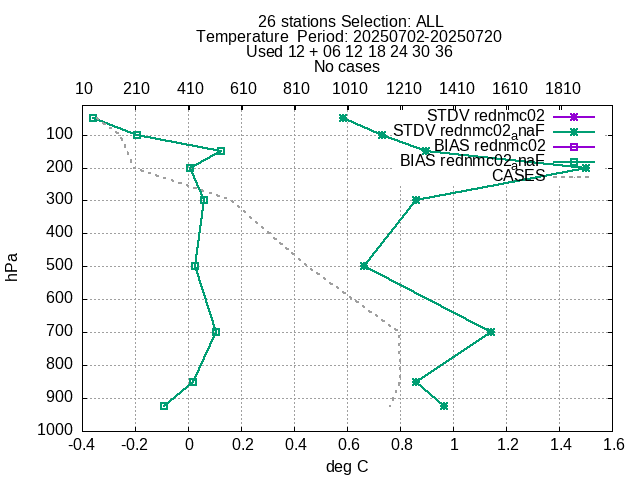 26 stations Selection: ALL
Temperature  Period: 20250702-20250720
Used 12 + 06 12 18 24 30 36
No cases
10 210 410 610 810 1010 1210 1410 1610 1810
STDV rednmc02
STDV rednmc02anaF
BIAS rednmc02
BIAS rednmc02anaF
CASES
100
200
300
400
500
600
700
800
900
1000
hPa
-0.4 -0.2 0 0.2 0.4 0.6 0.8 1 1.2 1.4 1.6
deg C